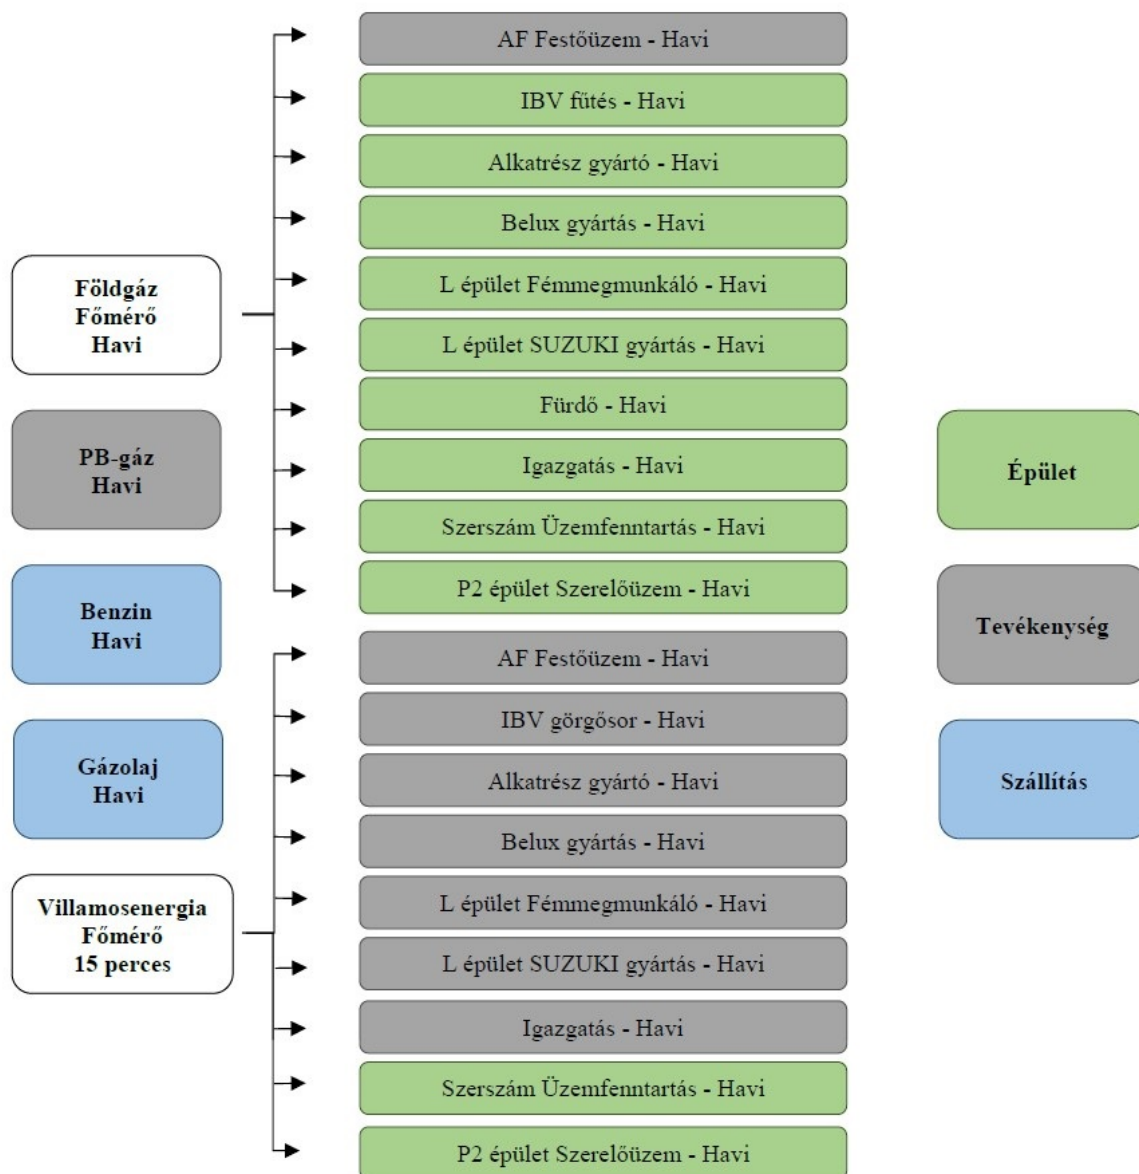 AF Festőüzem - Havi
IBV fűtés - Havi
Alkatrész gyártó - Havi
Belux gyártás - Havi
L épület Fémmegmunkáló - Havi
L épület SUZUKI gyártás - Havi
Fürdő - Havi
Igazgatás - Havi
Szerszám Üzemfenntartás - Havi
P2 épület Szerelőüzem - Havi
AF Festőüzem - Havi
IBV görgősor - Havi
Alkatrész gyártó - Havi
Belux gyártás - Havi
L épület Fémmegmunkáló - Havi
L épület SUZUKI gyártás - Havi
Igazgatás - Havi
Szerszám Üzemfenntartás - Havi
P2 épület Szerelőüzem - Havi
Földgáz
Főmérő
Havi
PB-gáz
Havi
Benzin
Havi
Gázolaj
Havi
Villamosenergia
Főmérő
15 perces
Épület
Tevékenység
Szállítás